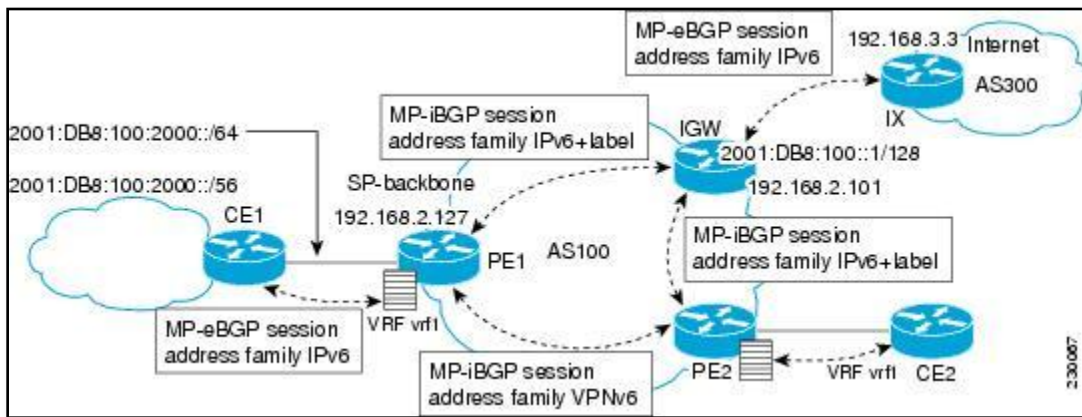 MP-eBGP session
address family IPv6
192.168.3.3
Internet
AS300
IX
MP-iBGP session
address family IPv6+label
IGW
2001:DB8:100::1/128
192.168.2.101
2001:DB8:100:2000::/64
2001:DB8:100:2000::/56
SP-backbone
192.168.2.127
CE1
PE1
AS100
MP-iBGP session
address family IPv6+label
VRF vrf1
MP-eBGP session
address family IPv6
MP-iBGP session
address family VPNv6
PE2
VRF vrf1
CE2
230067